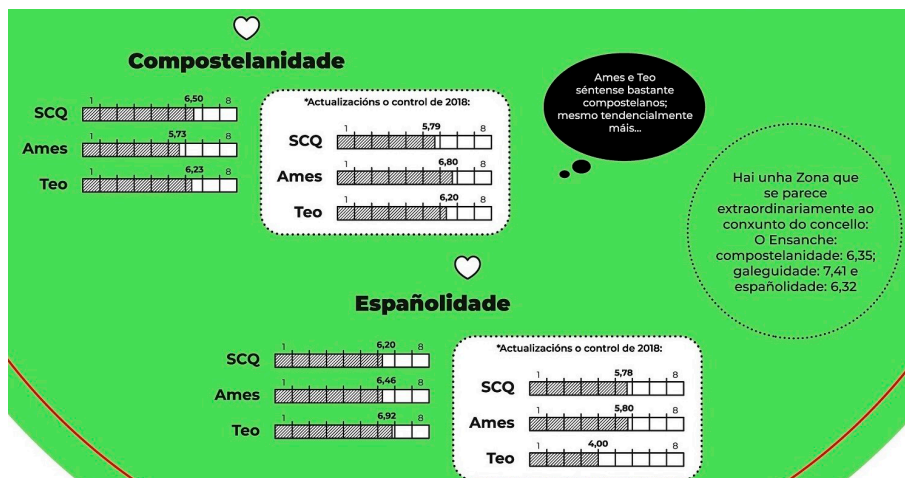 Compostelanidade
1 6,50 8
SCQ
1 5,73 8
Ames
1 6,23 8
Teo
*Actualizacións o control de 2018:
1 5,79 8
SCQ
1 6,80 8
Ames
1 6,20 8
Teo
Ames e Teo
séntense bastante
compostelanos;
mesmo tendencialmente
máis...
Hai unha Zona que
se parece
extraordinariamente ao
conxunto do concello:
O Ensanche:
compostelanidade: 6,35;
galeguidade: 7,41 e
españolidade: 6,32
Españolidade
1 6,20 8
SCQ
1 6,46 8
Ames
1 6,92 8
Teo
*Actualizacións o control de 2018:
1 5,78 8
SCQ
1 5,80 8
Ames
1 4,00 8
Teo